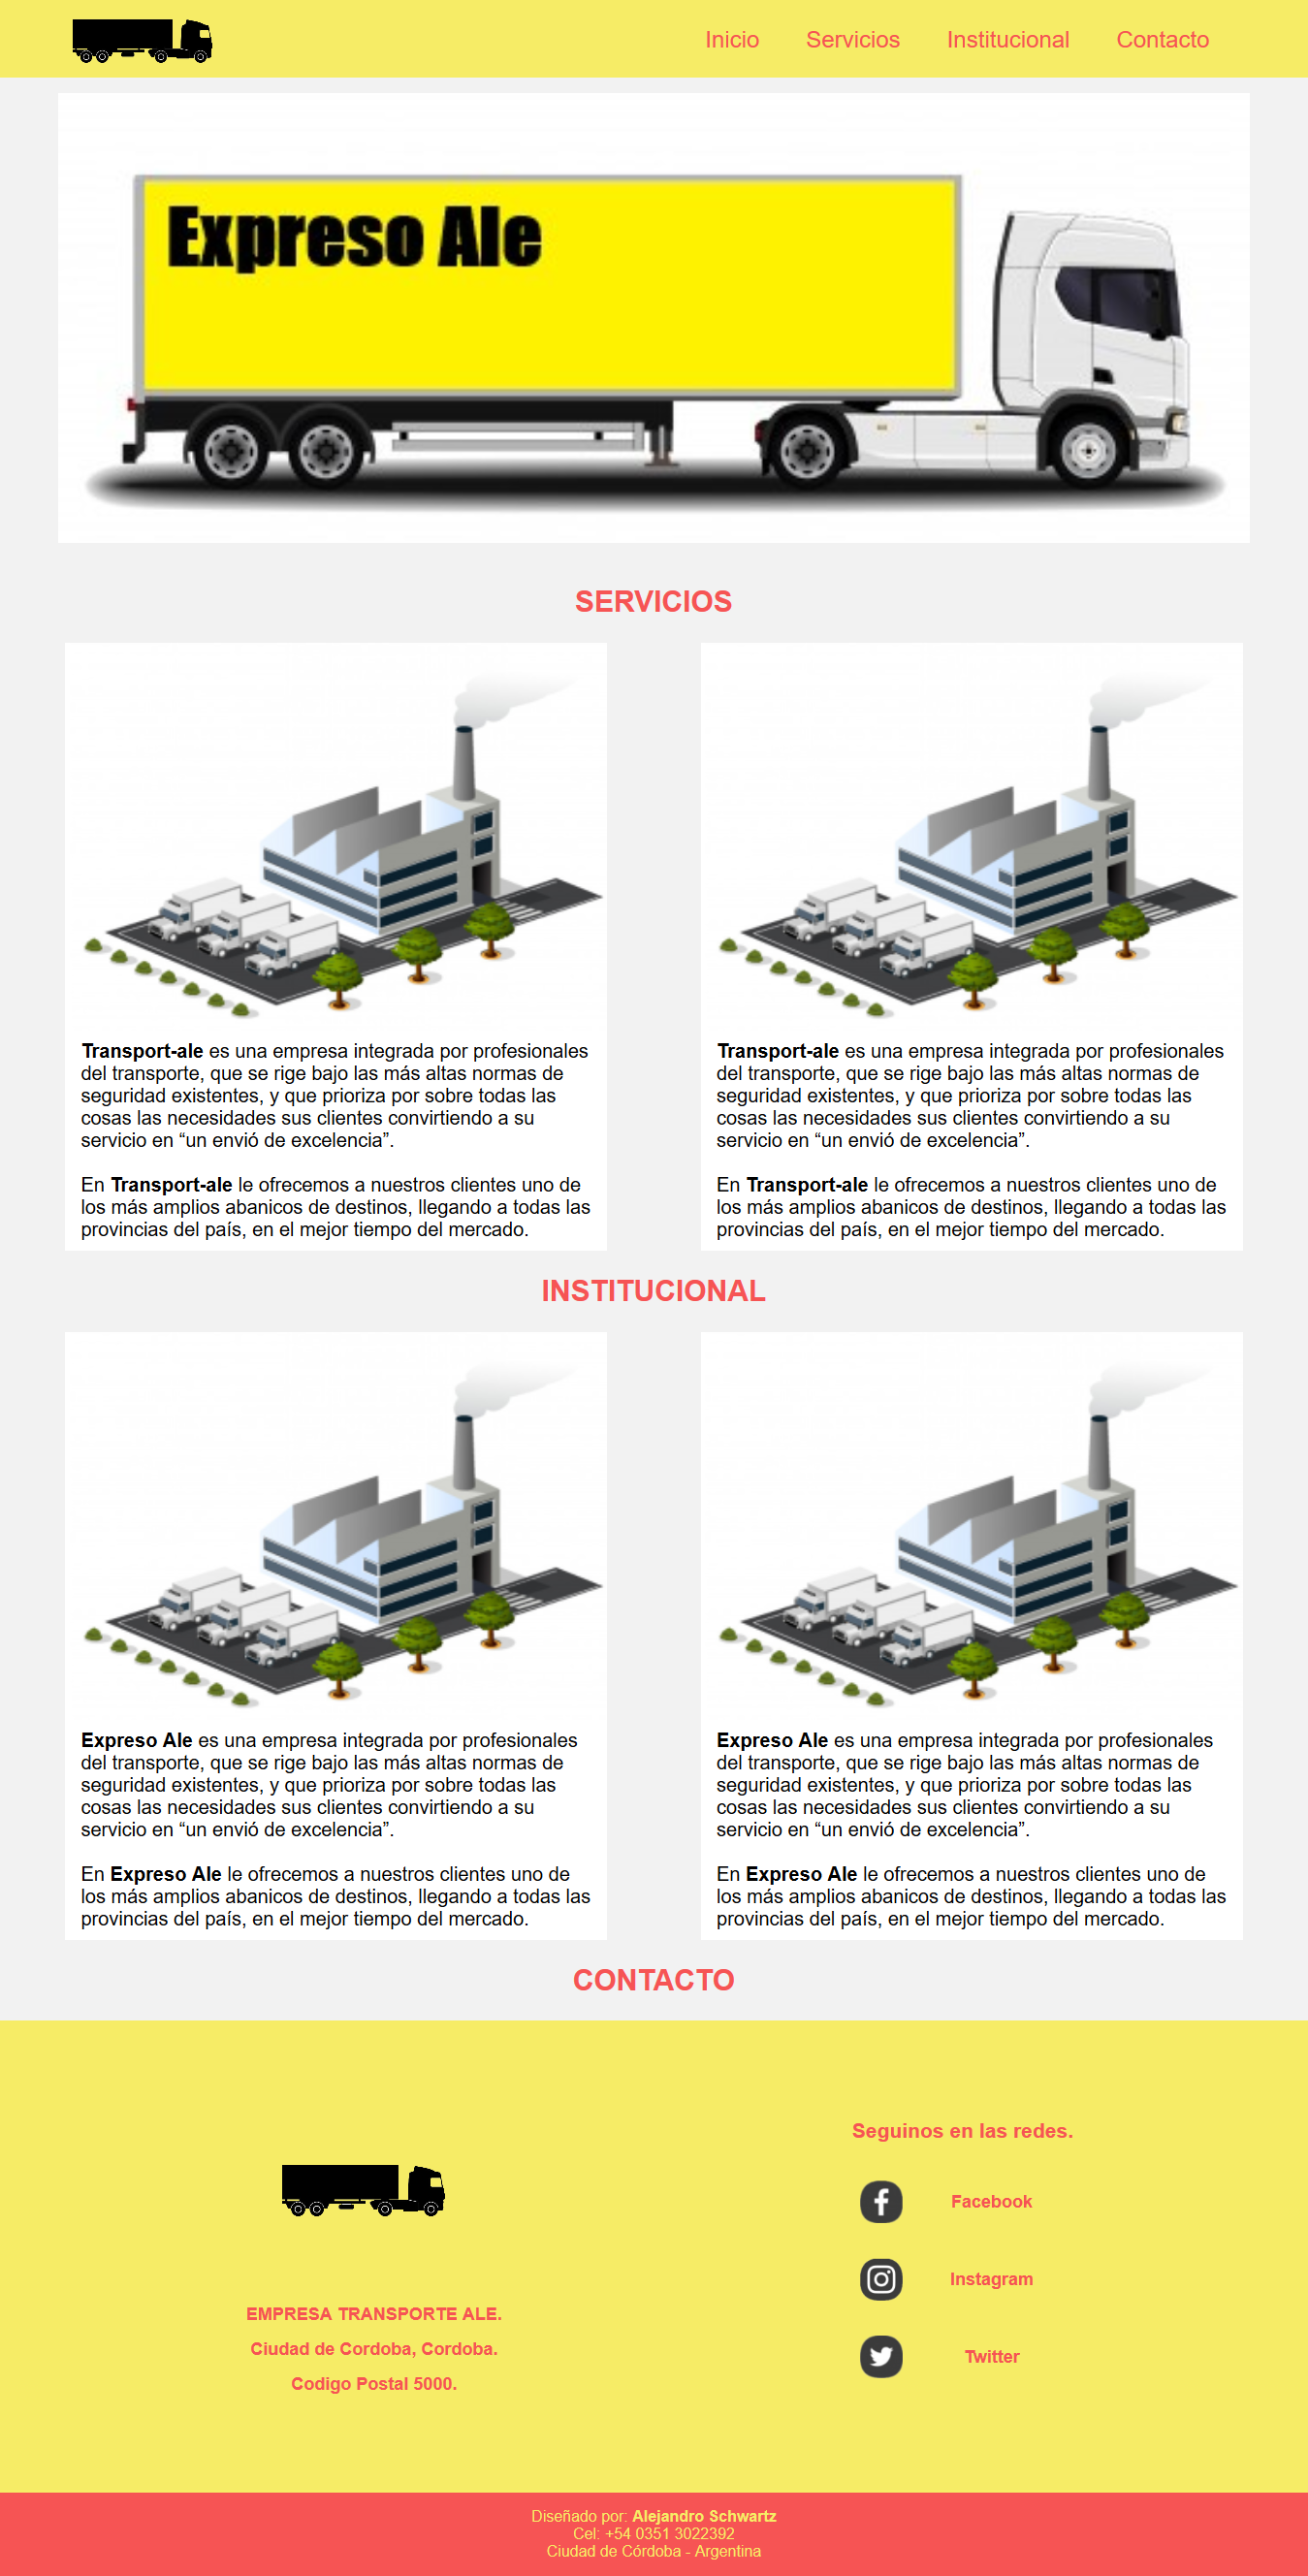 Inicio Servicios Institucional Contacto
Expreso Ale
SERVICIOS
Transport-ale es una empresa integrada por profesionales
del transporte, que se rige bajo las más altas normas de
seguridad existentes, y que prioriza por sobre todas las
cosas las necesidades sus clientes convirtiendo a su
servicio en “un envió de excelencia”.
En Transport-ale le ofrecemos a nuestros clientes uno de
los más amplios abanicos de destinos, llegando a todas las
provincias del país, en el mejor tiempo del mercado.
Transport-ale es una empresa integrada por profesionales
del transporte, que se rige bajo las más altas normas de
seguridad existentes, y que prioriza por sobre todas las
cosas las necesidades sus clientes convirtiendo a su
servicio en “un envió de excelencia”.
En Transport-ale le ofrecemos a nuestros clientes uno de
los más amplios abanicos de destinos, llegando a todas las
provincias del país, en el mejor tiempo del mercado.
INSTITUCIONAL
Expreso Ale es una empresa integrada por profesionales
del transporte, que se rige bajo las más altas normas de
seguridad existentes, y que prioriza por sobre todas las
cosas las necesidades sus clientes convirtiendo a su
servicio en “un envió de excelencia”.
En Expreso Ale le ofrecemos a nuestros clientes uno de
los más amplios abanicos de destinos, llegando a todas las
provincias del país, en el mejor tiempo del mercado.
Expreso Ale es una empresa integrada por profesionales
del transporte, que se rige bajo las más altas normas de
seguridad existentes, y que prioriza por sobre todas las
cosas las necesidades sus clientes convirtiendo a su
servicio en “un envió de excelencia”.
En Expreso Ale le ofrecemos a nuestros clientes uno de
los más amplios abanicos de destinos, llegando a todas las
provincias del país, en el mejor tiempo del mercado.
CONTACTO
EMPRESA TRANSPORTE ALE.
Ciudad de Cordoba, Cordoba.
Codigo Postal 5000.
Seguinos en las redes.
Facebook
Instagram
Twitter
Diseñado por: Alejandro Schwartz
Cel: +54 0351 3022392
Ciudad de Córdoba - Argentina